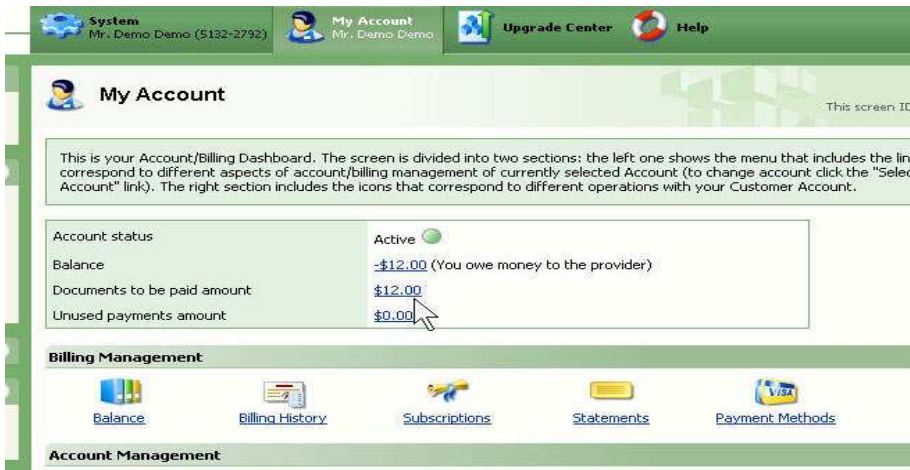 System
Mr. Demo Demo (5132-2792)
My Account
Mr. Demo Demo
Upgrade Center
Help
My Account
This screen ID
This is your Account/Billing Dashboard. The screen is divided into two sections: the left one shows the menu that includes the lin
correspond to different aspects of account/billing management of currently selected Account (to change account click the "Selec
Account" link). The right section includes the icons that correspond to different operations with your Customer Account.
Account status Active
Balance -$12.00 (You owe money to the provider)
Documents to be paid amount $12.00
Unused payments amount $0.00
Billing Management
VISA
Balance Billing History Subscriptions Statements Payment Methods
Account Management